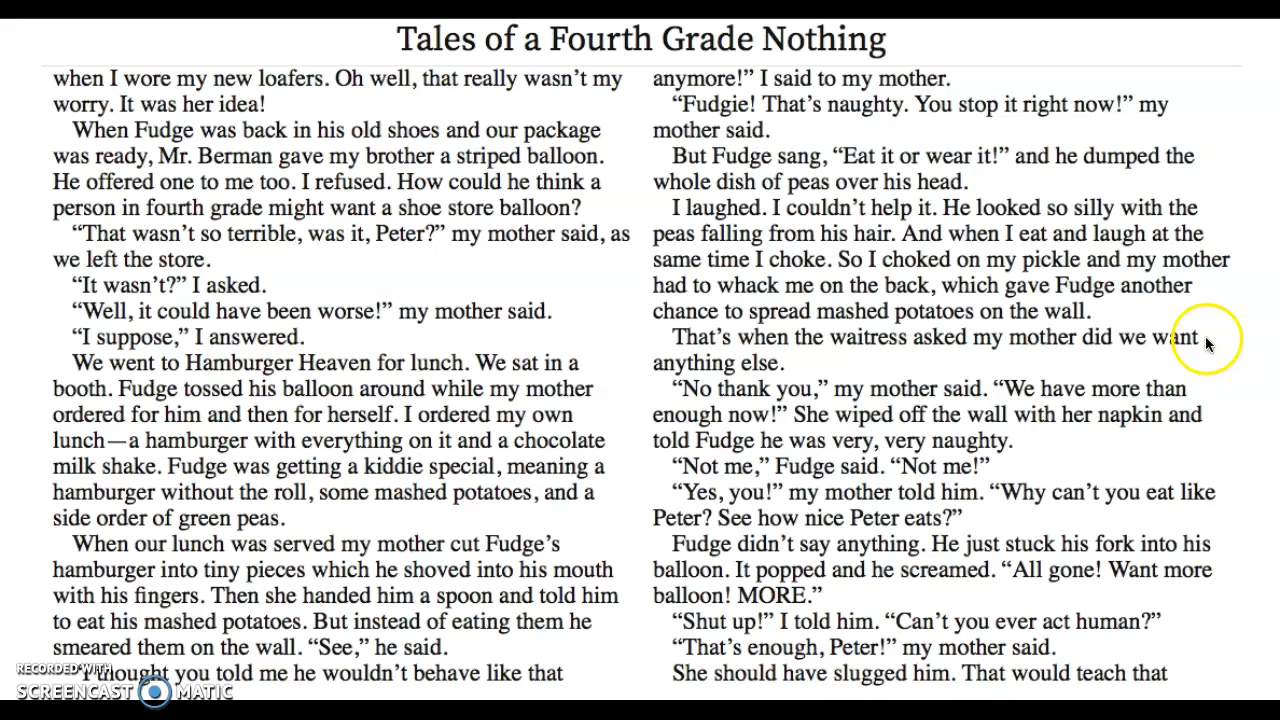 Tales of a Fourth Grade Nothing
when I wore my new loafers. Oh well, that really wasn’t my
worry. It was her idea!
When Fudge was back in his old shoes and our package
was ready, Mr. Berman gave my brother a striped balloon.
He offered one to me too. I refused. How could he think a
person in fourth grade might want a shoe store balloon?
“That wasn’t so terrible, was it, Peter?” my mother said, as
we left the store.
“It wasn’t?” I asked.
“Well, it could have been worse!” my mother said.
“I suppose,” I answered.
We went to Hamburger Heaven for lunch. We sat in a
booth. Fudge tossed his balloon around while my mother
ordered for him and then for herself. I ordered my own
lunch—a hamburger with everything on it and a chocolate
milk shake. Fudge was getting a kiddie special, meaning a
hamburger without the roll, some mashed potatoes, and a
side order of green peas.
When our lunch was served my mother cut Fudge’s
hamburger into tiny pieces which he shoved into his mouth
with his fingers. Then she handed him a spoon and told him
to eat his mashed potatoes. But instead of eating them he
smeared them on the wall. “See,” he said.
“I thought you told me he wouldn’t behave like that
anymore!” I said to my mother.
“Fudgie! That’s naughty. You stop it right now!” my
mother said.
But Fudge sang, “Eat it or wear it!” and he dumped the
whole dish of peas over his head.
I laughed. I couldn’t help it. He looked so silly with the
peas falling from his hair. And when I eat and laugh at the
same time I choke. So I choked on my pickle and my mother
had to whack me on the back, which gave Fudge another
chance to spread mashed potatoes on the wall.
That’s when the waitress asked my mother did we want
anything else.
“No thank you,” my mother said. “We have more than
enough now!” She wiped off the wall with her napkin and
told Fudge he was very, very naughty.
“Not me,” Fudge said. “Not me!”
“Yes, you!” my mother told him. “Why can’t you eat like
Peter? See how nice Peter eats?”
Fudge didn’t say anything. He just stuck his fork into his
balloon. It popped and he screamed. “All gone! Want more
balloon! MORE.”
“Shut up!” I told him. “Can’t you ever act human?”
“That’s enough, Peter!” my mother said.
She should have slugged him. That would teach that
RECORDED WITH
SCREENCAST MATIC